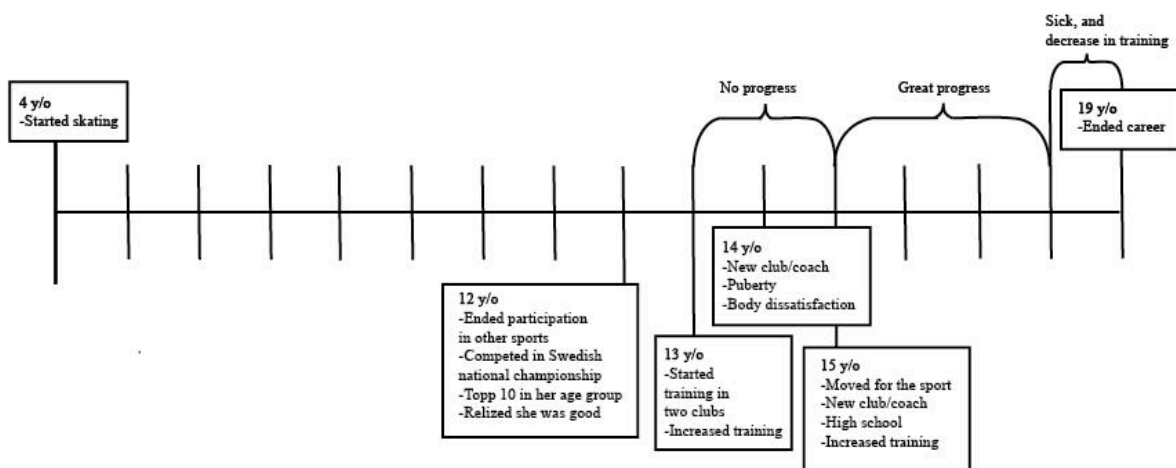 Sick, and
decrease in training
No progress
Great progress
4 y/o
-Started skating
19 y/o
-Ended career
14 y/o
-New club/coach
-Puberty
-Body dissatisfaction
12 y/o
-Ended participation
in other sports
-Competed in Swedish
national championship
-Topp 10 in her age group
-Relized she was good
13 y/o
-Started
training in
two clubs
-Increased training
15 y/o
-Moved for the sport
-New club/coach
-High school
-Increased training